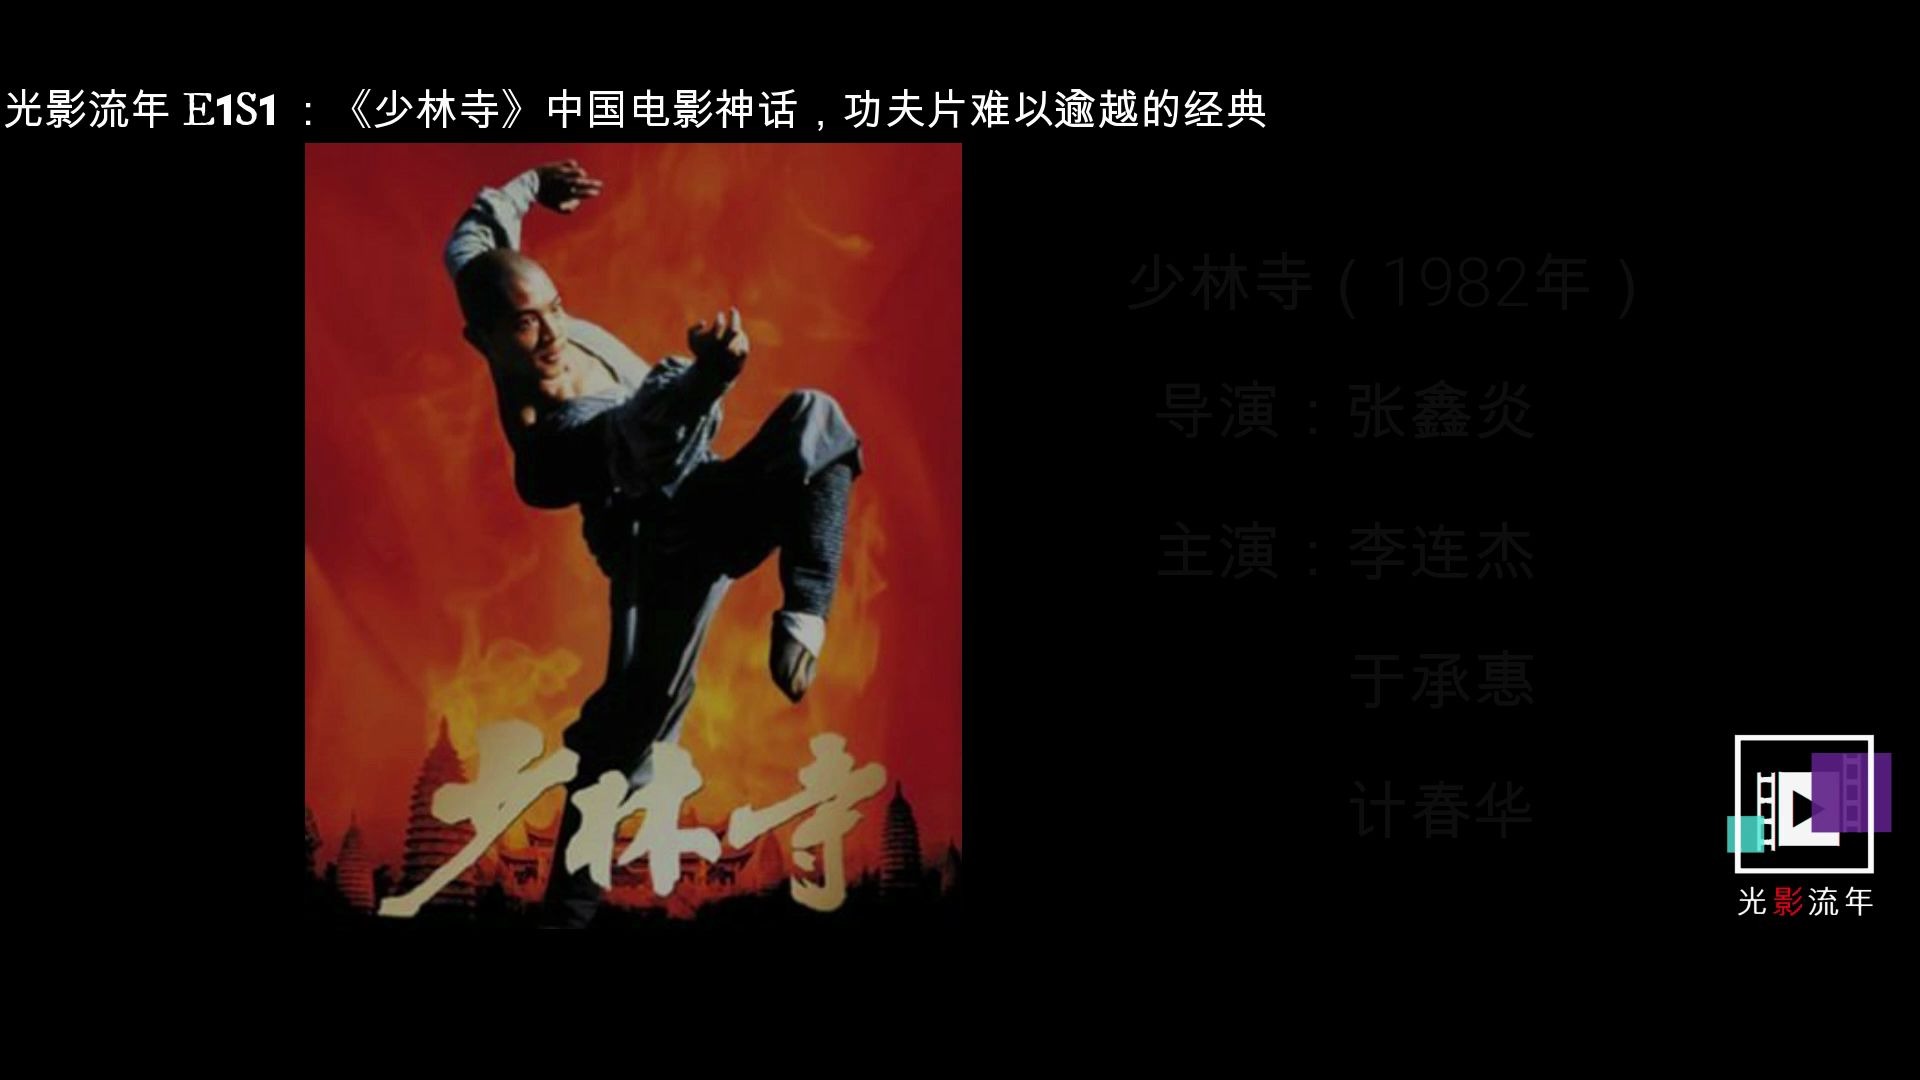 光影流年 E1S1 ：《少林寺》中国电影神话，功夫片难以逾越的经典
少林寺（1982年）
导演：张鑫炎
主演：李连杰
于承惠
计春华
少林寺
光影流年